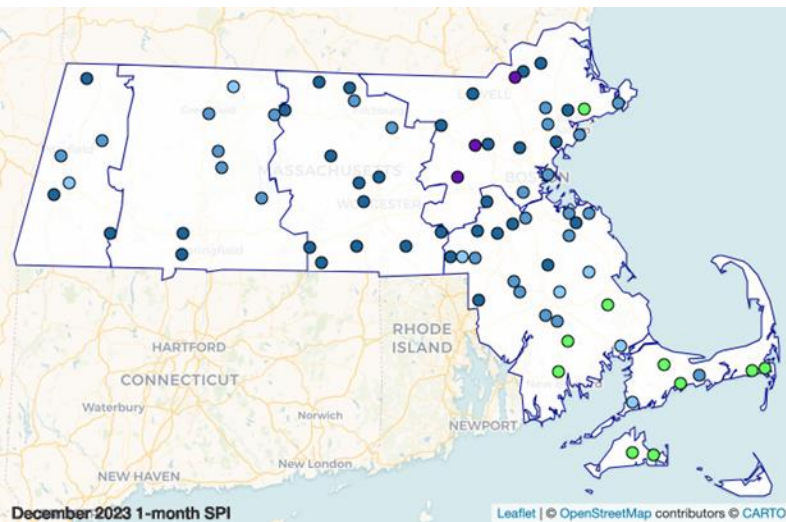 LOWELL
MASSACHUSETTS
BOSTON
WORCESTER
Springfield
HARTFORD
RHODE
ISLAND
CONNECTICUT
Waterbury
Norwich
NEWPORT
New London
NEW HAVEN
December 2023 1-month SPI
Leaflet | © OpenStreetMap contributors © CARTO